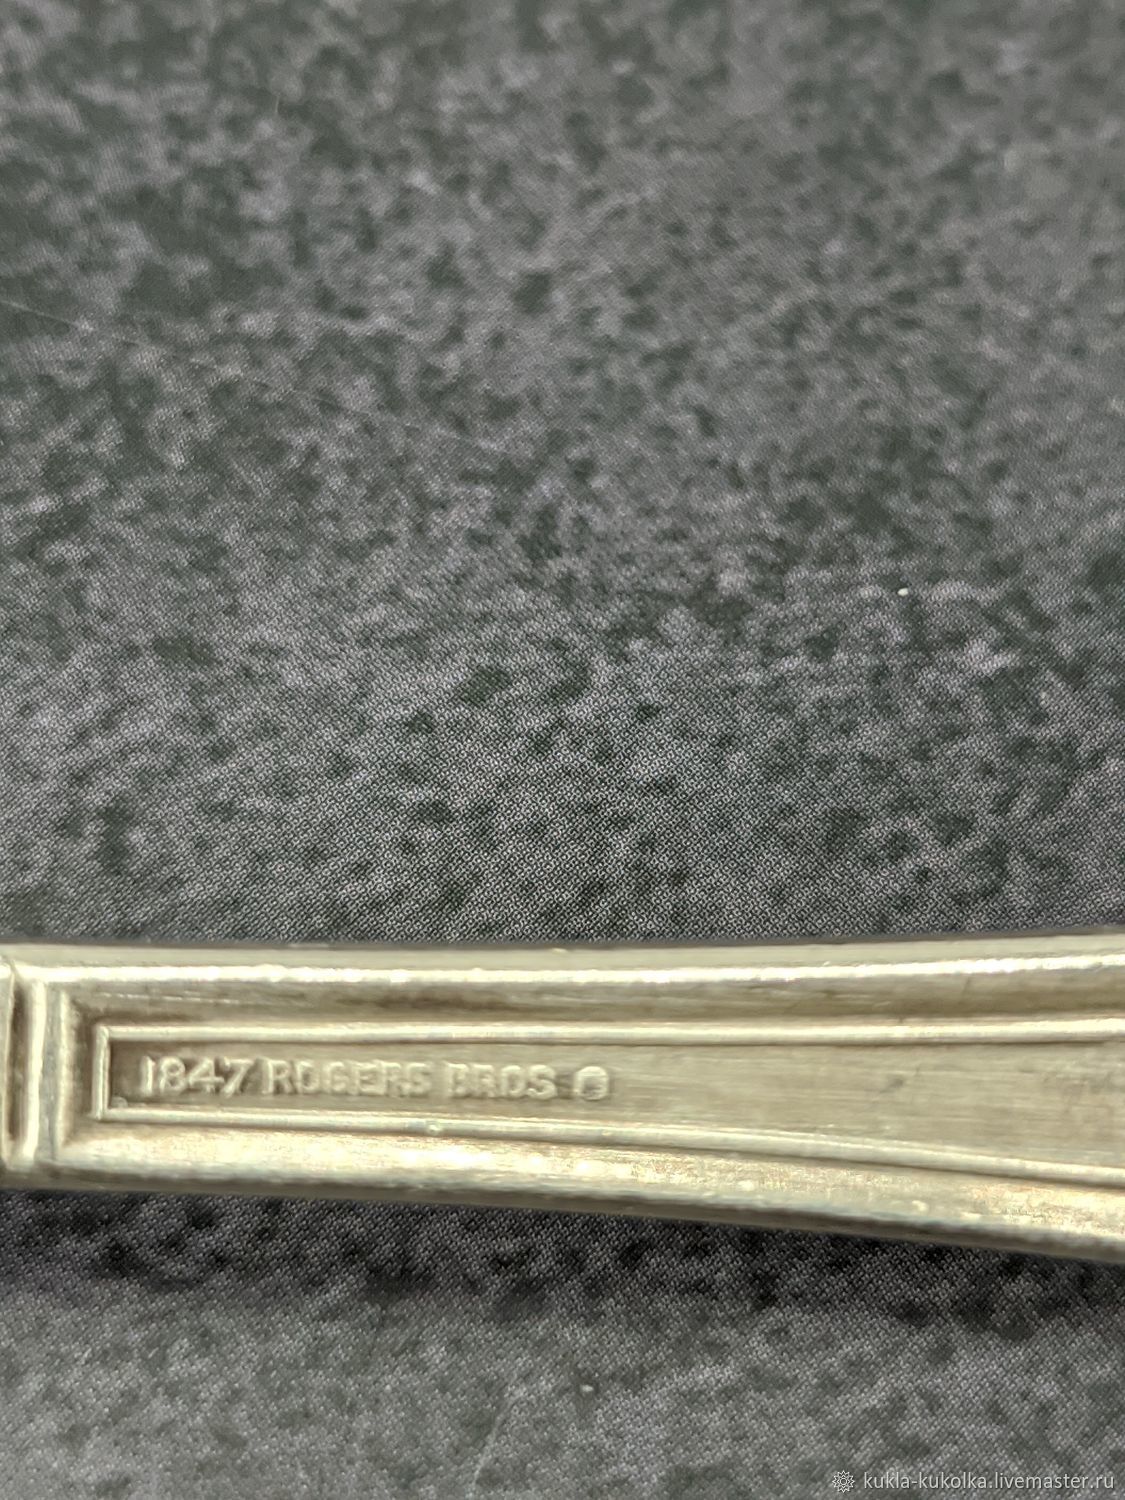 1847 ROGERS BROS.
kukla-kukolka.livemaster.ru